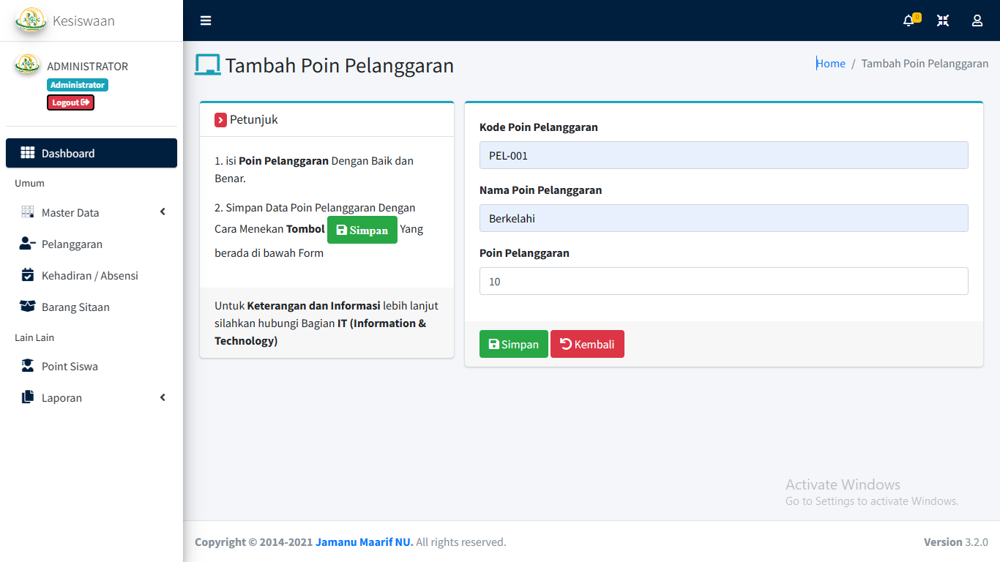 Kesiswaan
0
ADMINISTRATOR
Administrator
Logout
Dashboard
Umum
Master Data
Pelanggaran
Kehadiran / Absensi
Barang Sitaan
Lain Lain
Point Siswa
Laporan
Tambah Poin Pelanggaran
Home / Tambah Poin Pelanggaran
Petunjuk
1. isi Poin Pelanggaran Dengan Baik dan
Benar.
2. Simpan Data Poin Pelanggaran Dengan
Cara Menekan Tombol Simpan Yang
berada di bawah Form
Untuk Keterangan dan Informasi lebih lanjut
silahkan hubungi Bagian IT (Information &
Technology)
Kode Poin Pelanggaran
PEL-001
Nama Poin Pelanggaran
Berkelahi
Poin Pelanggaran
10
Simpan Kembali
Activate Windows
Go to Settings to activate Windows.
Copyright © 2014-2021 Jamanu Maarif NU. All rights reserved.
Version 3.2.0